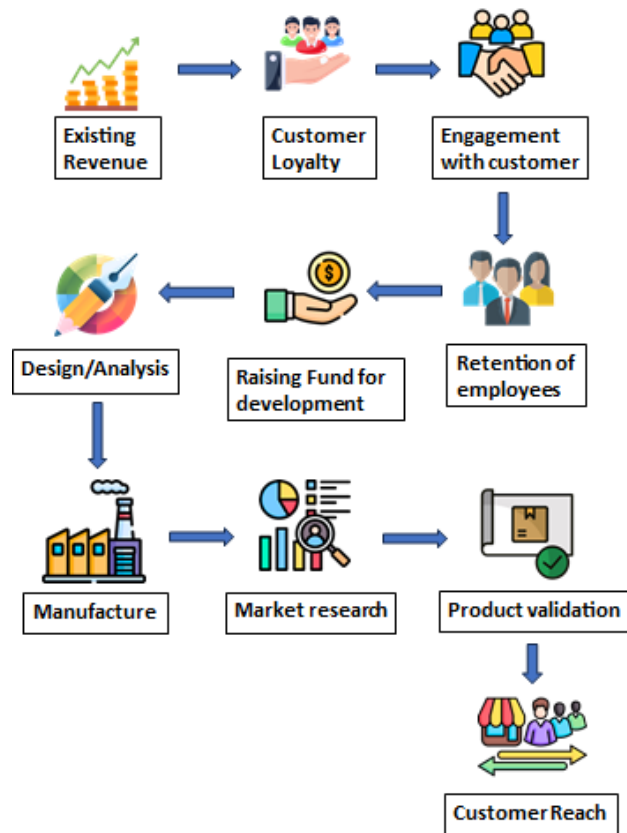 Existing
Revenue
Customer
Loyalty
Engagement
with customer
Design/Analysis
Raising Fund for
development
Retention of
employees
Manufacture
Market research
Product validation
Customer Reach